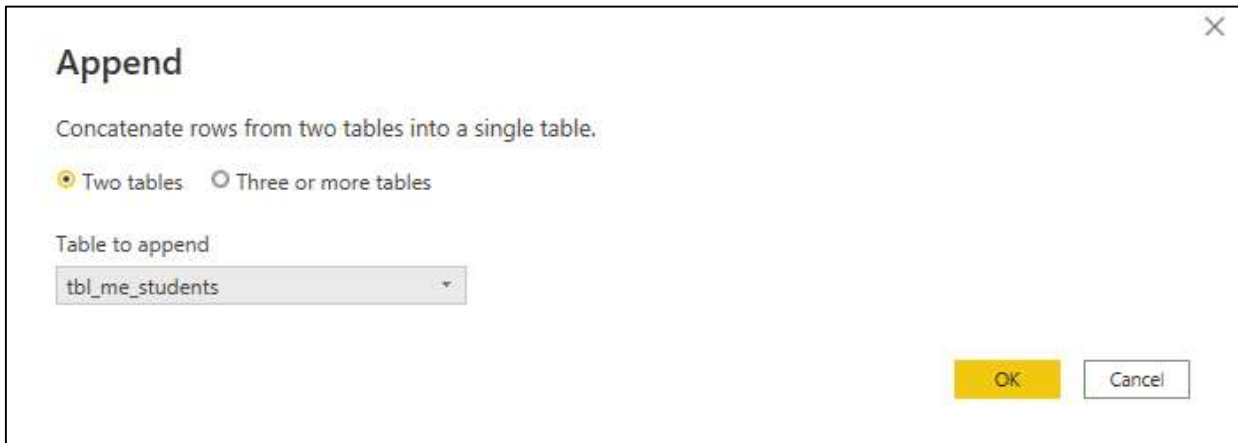 Append
Concatenate rows from two tables into a single table.
Two tables Three or more tables
Table to append
tbl_me_students
OK Cancel